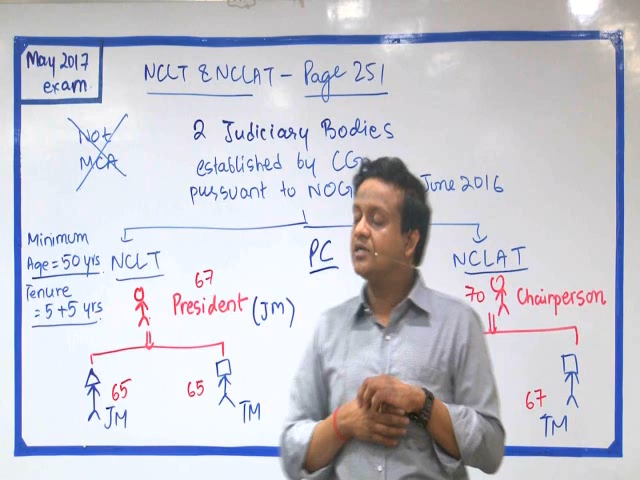 May 2017
exam
NCLT & NCLAT - Page 251
Not
MCA
2 Judiciary Bodies
established by CG
pursuant to June 2016
Minimum
Age = 50 yrs.
Tenure
= 5+5 yrs.
NCLT
PC
NCLAT
67
President (JM)
70 Chairperson
65
JM
65
TM
67
TM